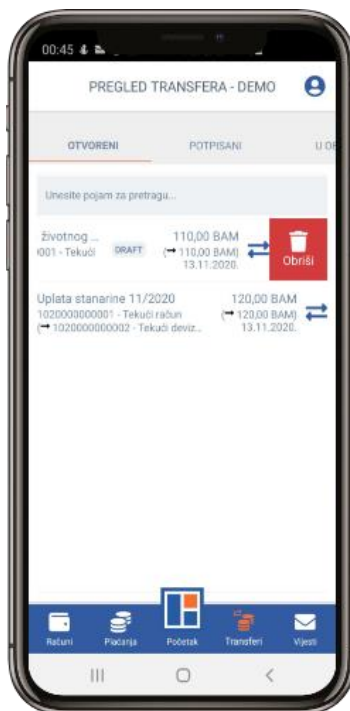 00:45
PREGLED TRANSFERA - DEMO
OTVORENI POTPISANI U OB
Unesite pojam za pretragu...
životnog ... 110,00 BAM
0001 - Tekući DRAFT (➞ 110,00 BAM)
13.11.2020.
Obriši
Uplata stanarine 11/2020 120,00 BAM
1020000000001 - Tekući račun (➞ 120,00 BAM)
(➞ 1020000000002 - Tekući deviz... 13.11.2020.
Računi Plaćanja Početak Transferi Vijesti